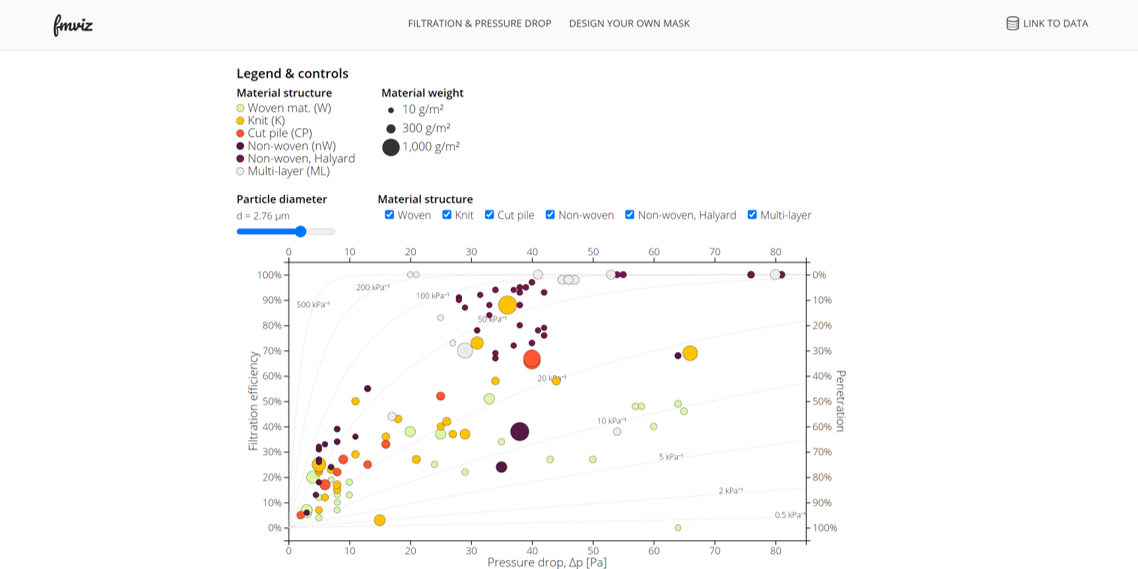 fmviz
FILTRATION & PRESSURE DROP DESIGN YOUR OWN MASK
LINK TO DATA
Legend & controls
Material structure
Woven mat. (W)
Knit (K)
Cut pile (CP)
Non-woven (nW)
Non-woven, Halyard
Multi-layer (ML)
Material weight
10 g/m²
300 g/m²
1,000 g/m²
Particle diameter
d = 2.76 μm
Material structure
Woven Knit Cut pile Non-woven Non-woven, Halyard Multi-layer
0 10 20 30 40 50 60 70 80
100%
90%
80%
70%
60%
50%
40%
30%
20%
10%
0%
Filtration efficiency
500 kPa⁻¹
200 kPa⁻¹
100 kPa⁻¹
50 kPa⁻¹
20 kPa⁻¹
10 kPa⁻¹
5 kPa⁻¹
2 kPa⁻¹
0.5 kPa⁻¹
0%
10%
20%
30%
40%
50%
60%
70%
80%
90%
100%
Penetration
0 10 20 30 40 50 60 70 80
Pressure drop, Δp [Pa]